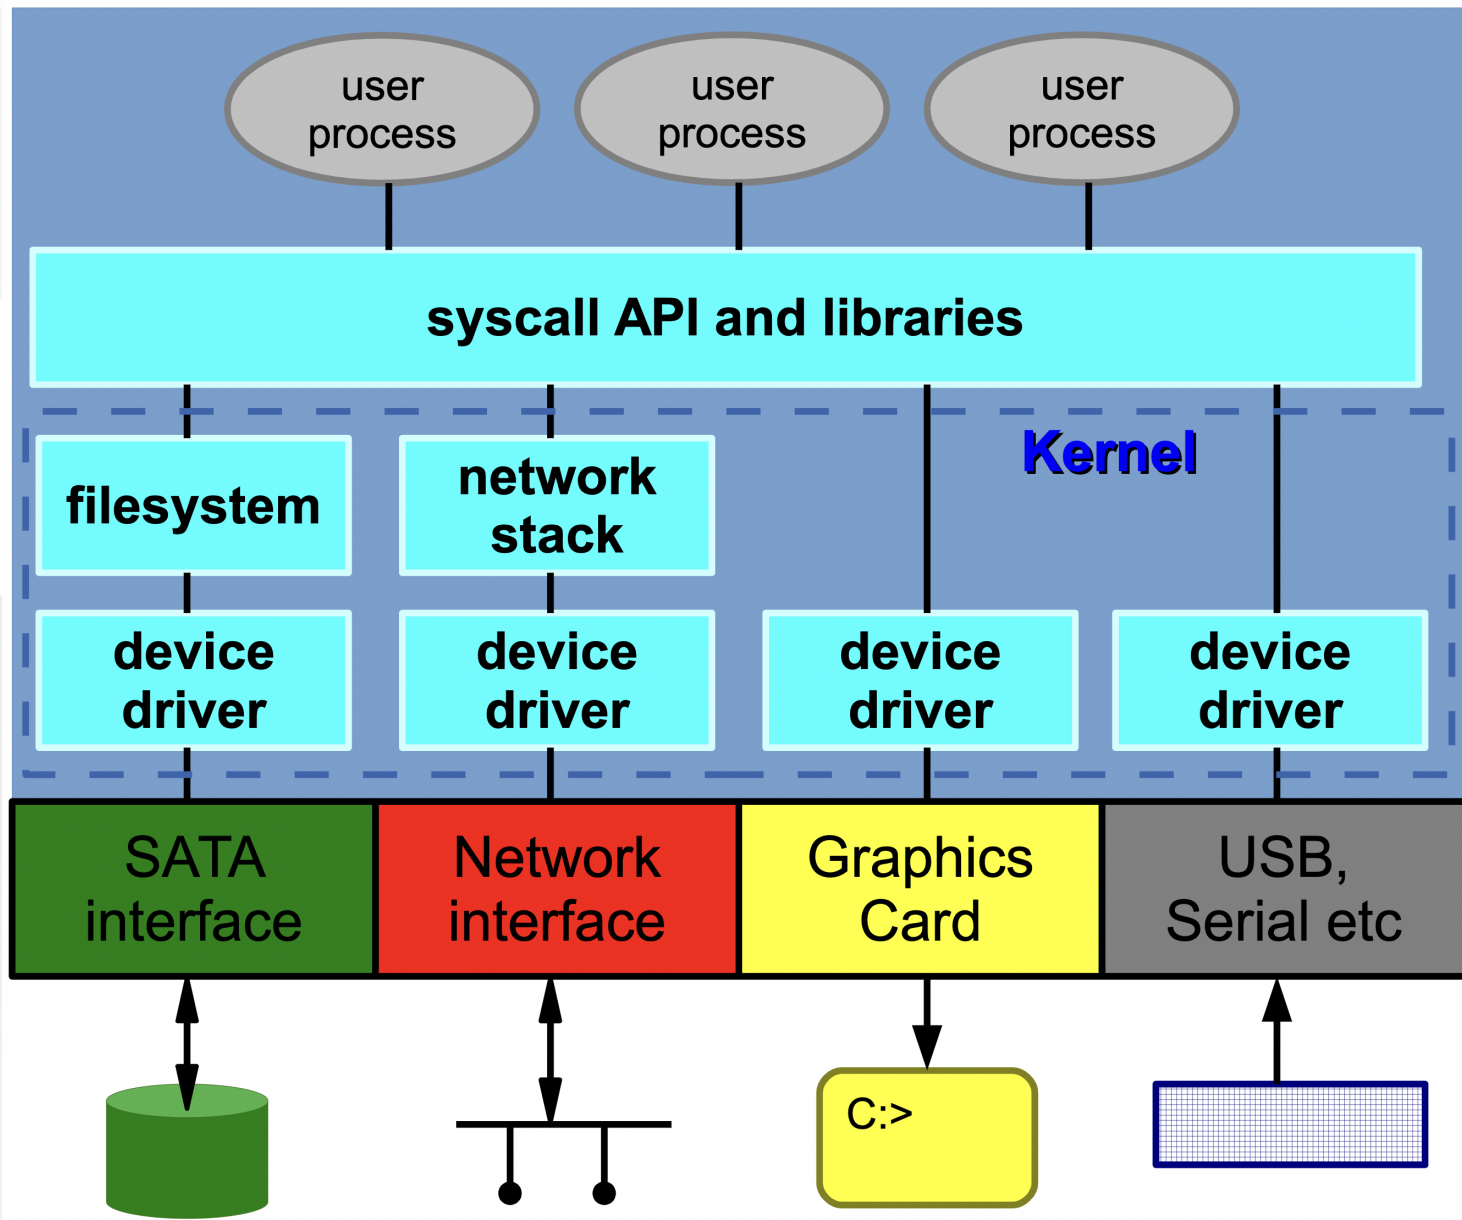 user
process
user
process
user
process
syscall API and libraries
Kernel
filesystem
network
stack
device
driver
device
driver
device
driver
device
driver
SATA
interface
Network
interface
Graphics
Card
USB,
Serial etc
C:>